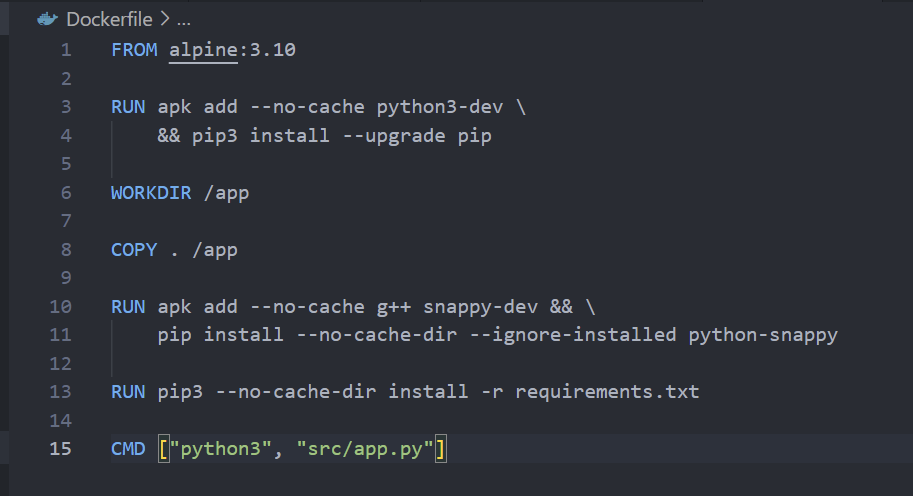 Dockerfile > ...
1 FROM alpine:3.10
2
3 RUN apk add --no-cache python3-dev \
4     && pip3 install --upgrade pip
5
6 WORKDIR /app
7
8 COPY . /app
9
10 RUN apk add --no-cache g++ snappy-dev && \
11     pip install --no-cache-dir --ignore-installed python-snappy
12
13 RUN pip3 --no-cache-dir install -r requirements.txt
14
15 CMD ["python3", "src/app.py"]